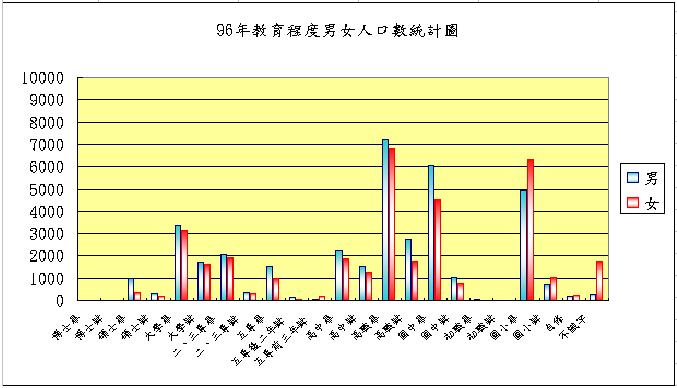 96年教育程度男女人口數統計圖
10000
9000
8000
7000
6000
5000
4000
3000
2000
1000
0
男
女
博士畢
博士肄
碩士畢
碩士肄
大學畢
大學肄
二、三專畢
二、三專肄
五專畢
五專後二年肄
五專前三年肄
高中畢
高中肄
高職畢
高職肄
國中畢
國中肄
初職畢
初職肄
國小畢
國小肄
自修
不識字